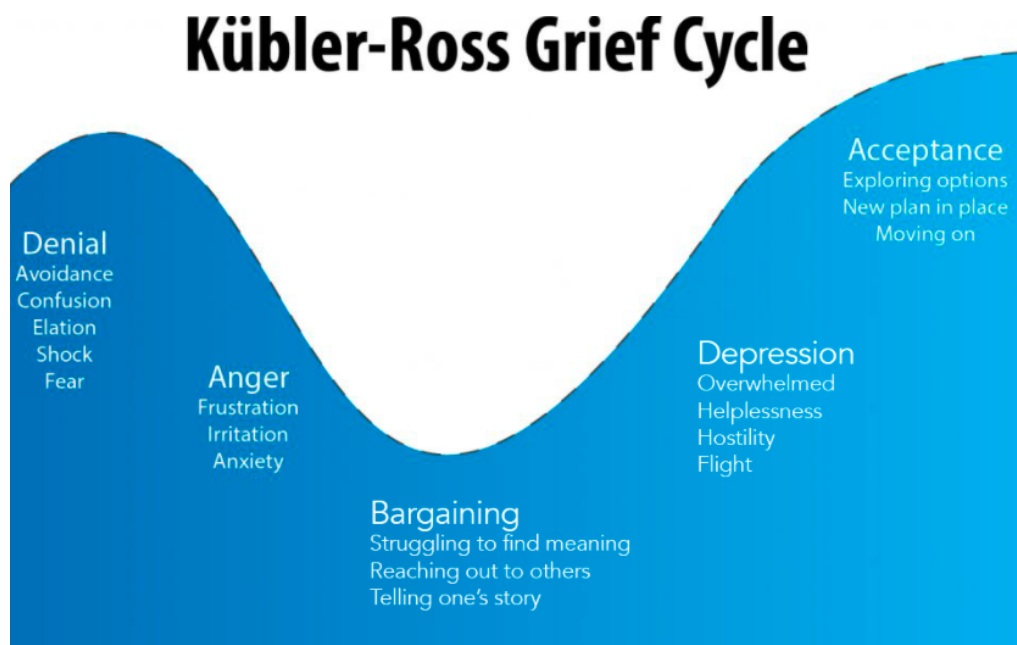 Kübler-Ross Grief Cycle
Denial
Avoidance
Confusion
Elation
Shock
Fear
Anger
Frustration
Irritation
Anxiety
Bargaining
Struggling to find meaning
Reaching out to others
Telling one's story
Depression
Overwhelmed
Helplessness
Hostility
Flight
Acceptance
Exploring options
New plan in place
Moving on